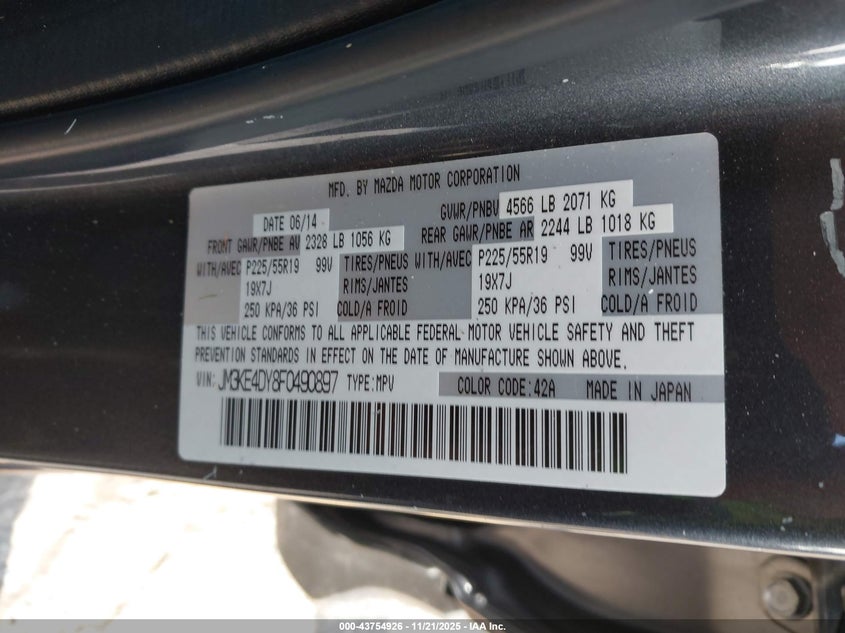 MFD. BY MAZDA MOTOR CORPORATION
DATE 06/14 GVWR/PNBV 4566 LB 2071 KG
FRONT GAWR/PNBE AV 2328 LB 1056 KG REAR GAWR/PNBE AR 2244 LB 1018 KG
WITH/AVEC P225/55R19 99V TIRES/PNEUS WITH/AVEC P225/55R19 99V TIRES/PNEUS
19X7J RIMS/JANTES 19X7J RIMS/JANTES
250 KPA/36 PSI COLD/A FROID 250 KPA/36 PSI COLD/A FROID
THIS VEHICLE CONFORMS TO ALL APPLICABLE FEDERAL MOTOR VEHICLE SAFETY AND THEFT
PREVENTION STANDARDS IN EFFECT ON THE DATE OF MANUFACTURE SHOWN ABOVE.
VIN: JM3KE4DY8F0490897 TYPE:MPV COLOR CODE:42A MADE IN JAPAN
000-43754926 - 11/21/2025 - IAA Inc.